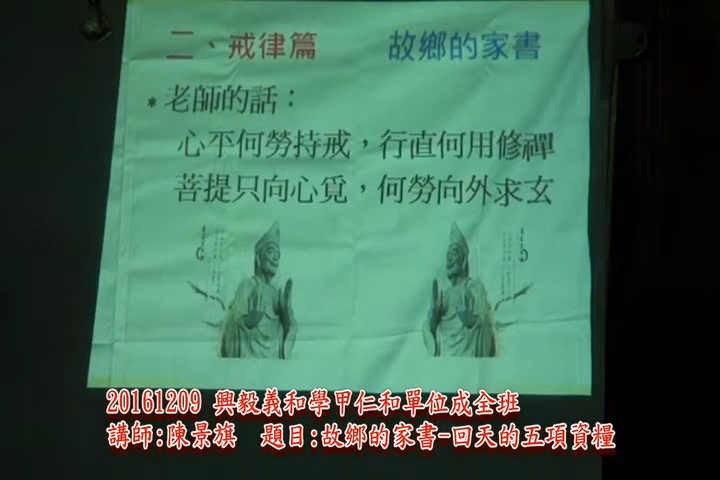 二、戒律篇 故鄉的家書
*老師的話：
心平何勞持戒，行直何用修禪
菩提只向心覓，何勞向外求玄
20161209 興毅義和學甲仁和單位成全班
講師:陳景旗 題目:故鄉的家書-回天的五項資糧